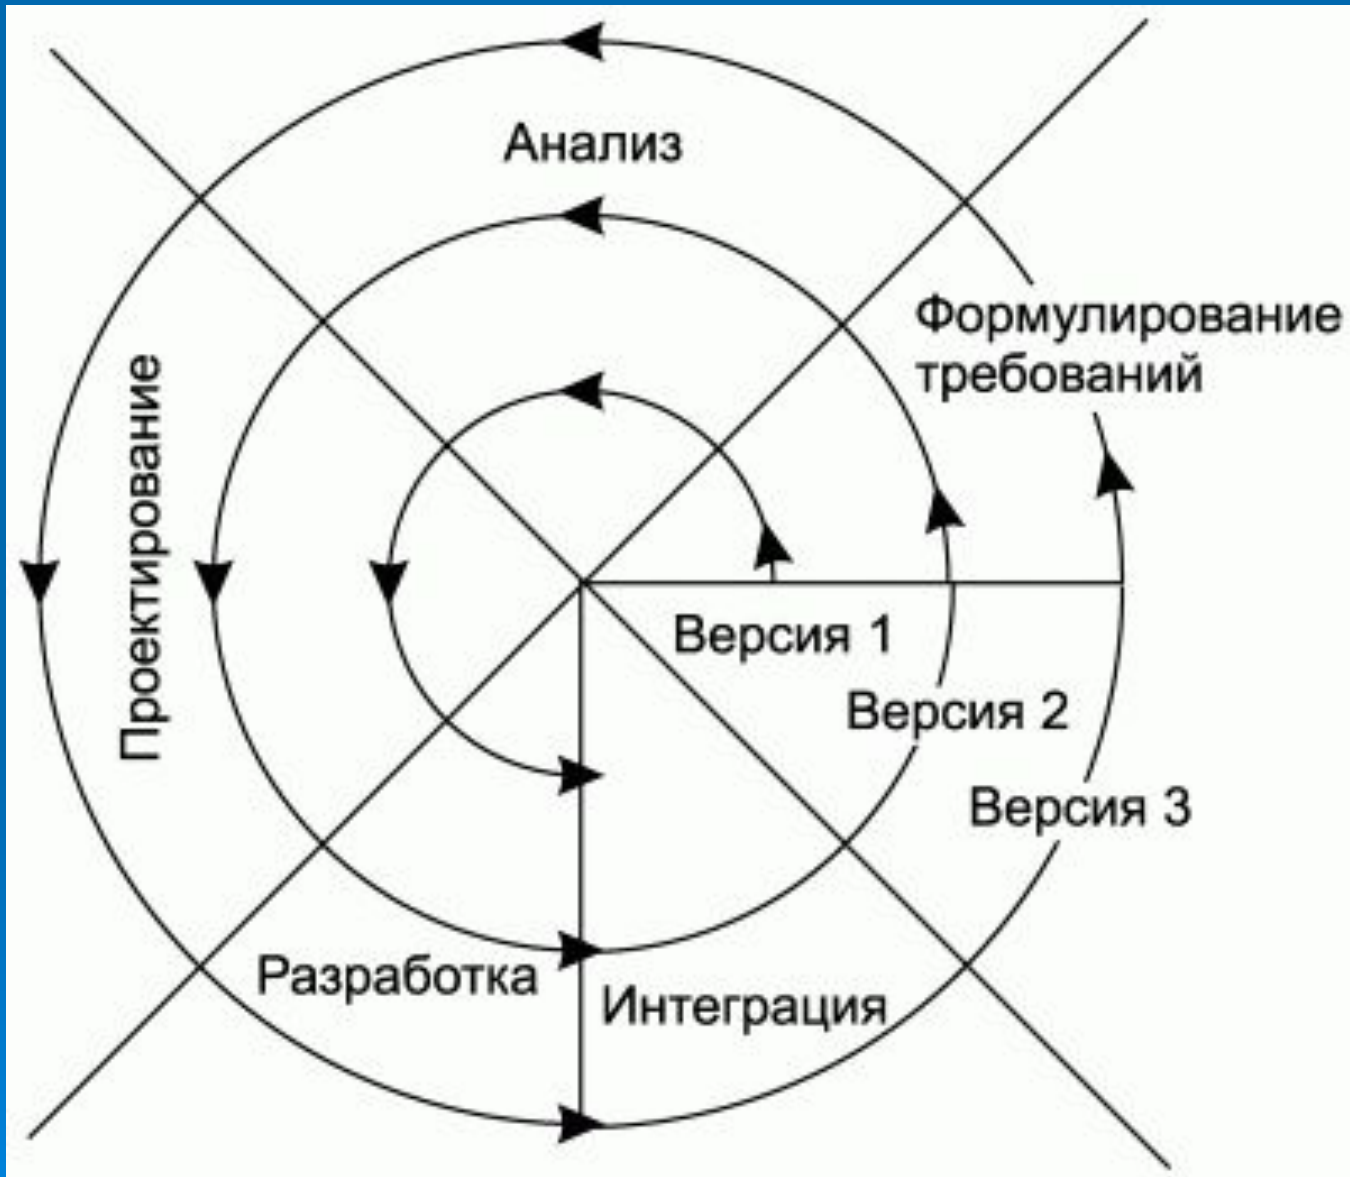 Анализ
Формулирование
требований
Проектирование
Версия 1
Версия 2
Версия 3
Разработка
Интеграция